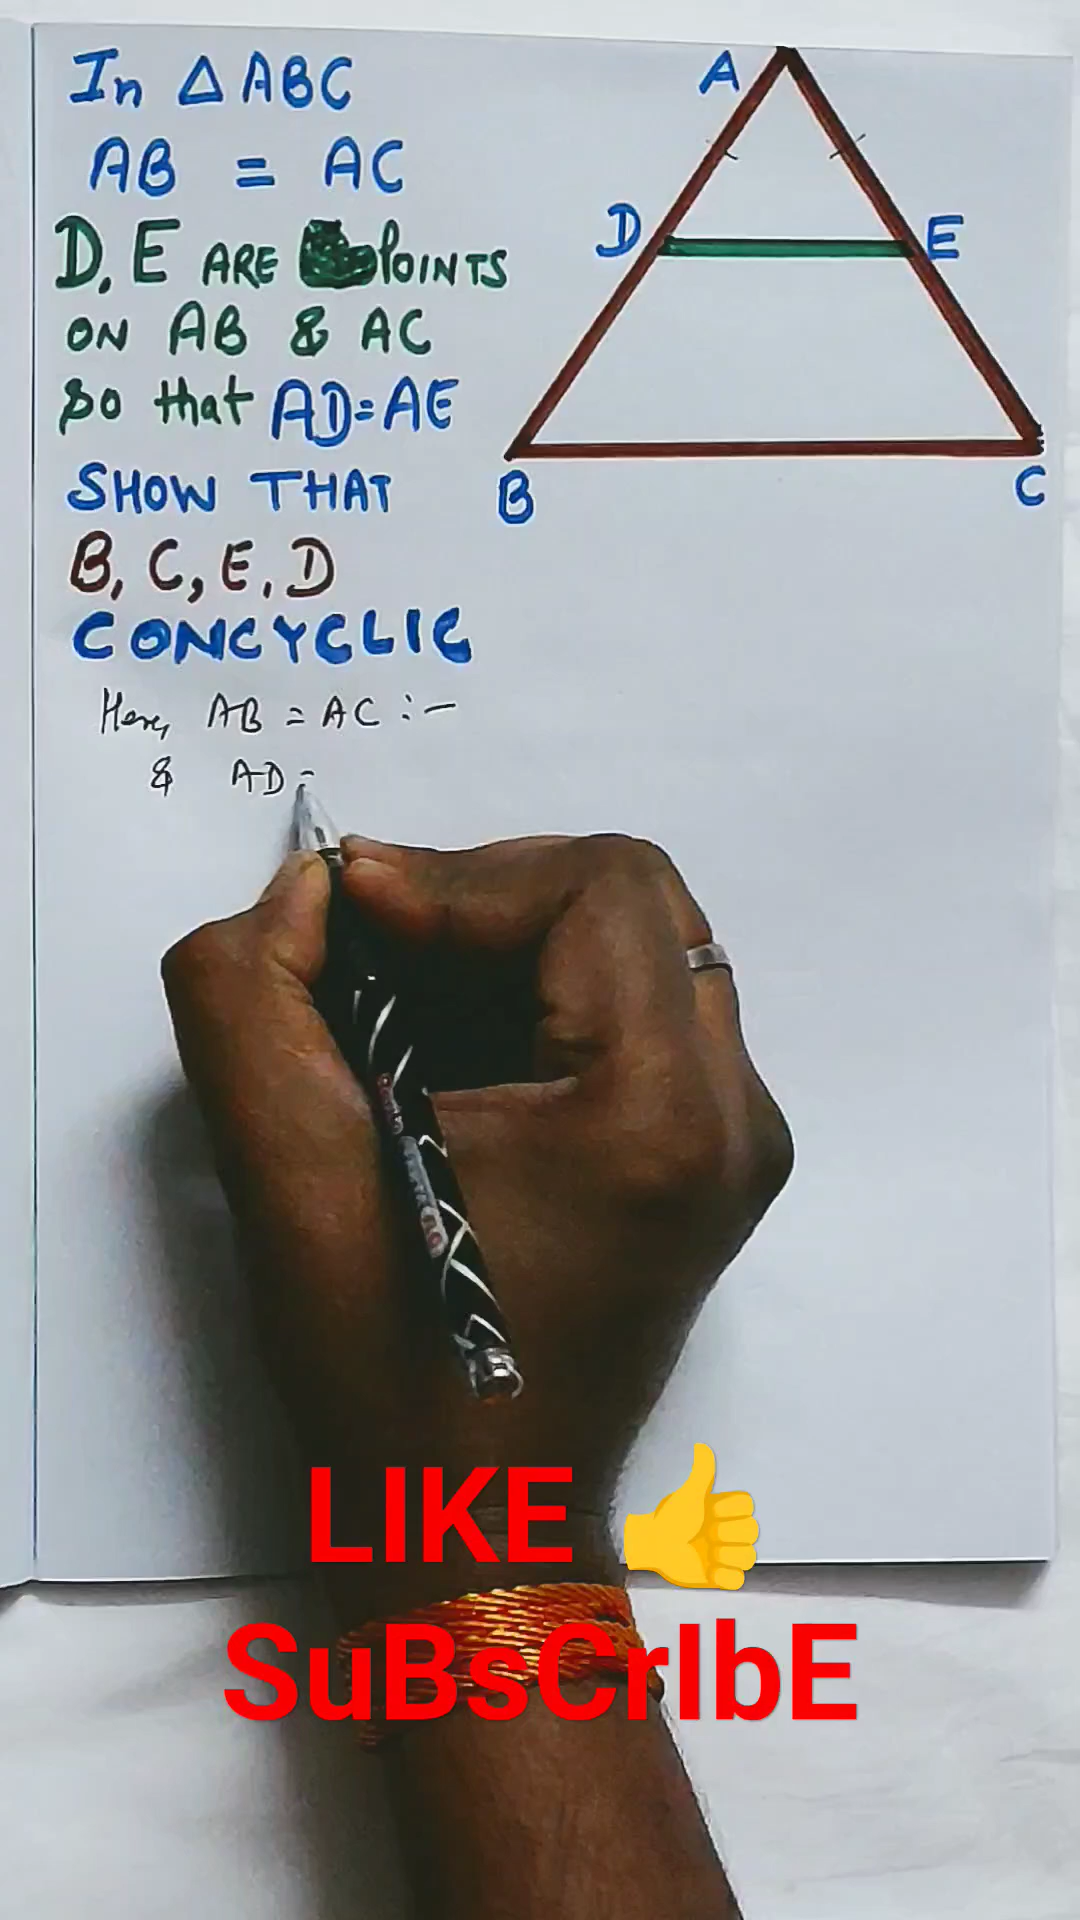 In △ ABC
AB = AC
D, E ARE POINTS
ON AB & AC
so that AD=AE
SHOW THAT
B, C, E, D
CONCYCLIC
Here, AB = AC :-
& AD =
A
D
E
B
C
LIKE 👍
SuBsCrIbE